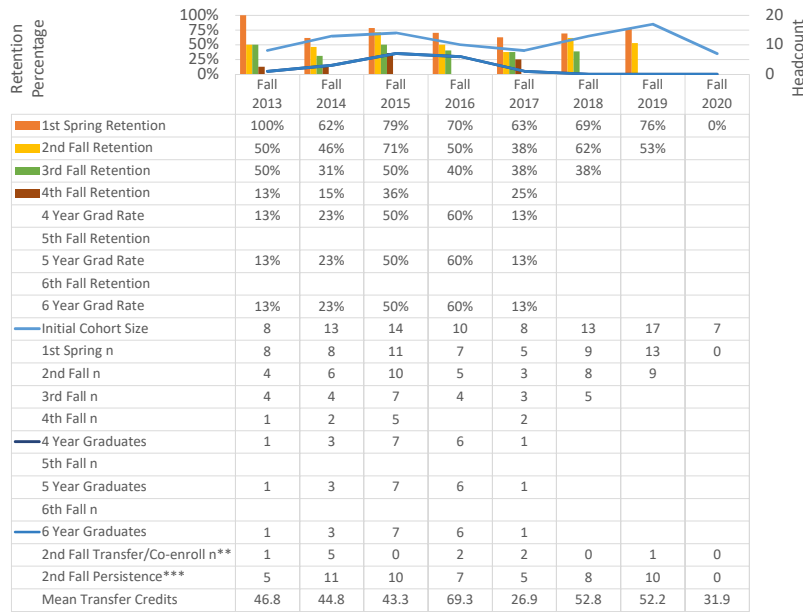 Retention
Percentage
100%
75%
50%
25%
0%
20
10
0
Headcount
Fall 2013 Fall 2014 Fall 2015 Fall 2016 Fall 2017 Fall 2018 Fall 2019 Fall 2020
1st Spring Retention 100% 62% 79% 70% 63% 69% 76% 0%
2nd Fall Retention 50% 46% 71% 50% 38% 62% 53%
3rd Fall Retention 50% 31% 50% 40% 38% 38%
4th Fall Retention 13% 15% 36% 25%
4 Year Grad Rate 13% 23% 50% 60% 13%
5th Fall Retention
5 Year Grad Rate 13% 23% 50% 60% 13%
6th Fall Retention
6 Year Grad Rate 13% 23% 50% 60% 13%
Initial Cohort Size 8 13 14 10 8 13 17 7
1st Spring n 8 8 11 7 5 9 13 0
2nd Fall n 4 6 10 5 3 8 9
3rd Fall n 4 4 7 4 3 5
4th Fall n 1 2 5 2
4 Year Graduates 1 3 7 6 1
5th Fall n
5 Year Graduates 1 3 7 6 1
6th Fall n
6 Year Graduates 1 3 7 6 1
2nd Fall Transfer/Co-enroll n** 1 5 0 2 2 0 1 0
2nd Fall Persistence*** 5 11 10 7 5 8 10 0
Mean Transfer Credits 46.8 44.8 43.3 69.3 26.9 52.8 52.2 31.9